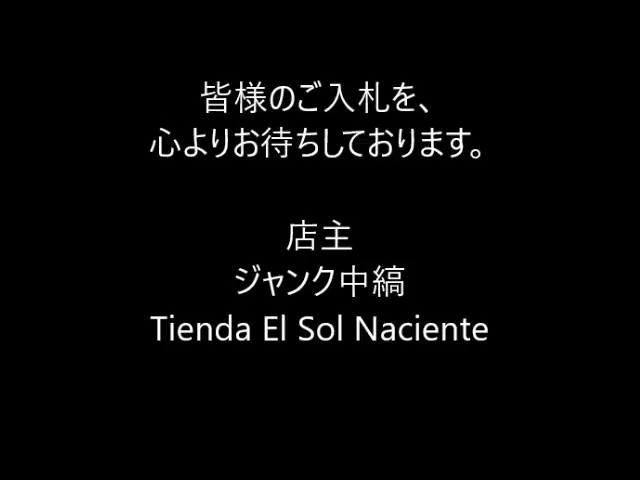 皆様のご入札を、
心よりお待ちしております。
店主
ジャンク中縞
Tienda El Sol Naciente